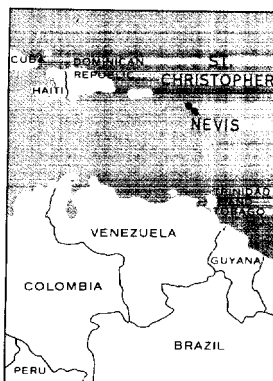 CUBA
DOMINICAN
REPUBLIC
HAITI
ST.
CHRISTOPHER
NEVIS
TRINIDAD
AND
TOBAGO
VENEZUELA
GUYANA
COLOMBIA
BRAZIL
PERU